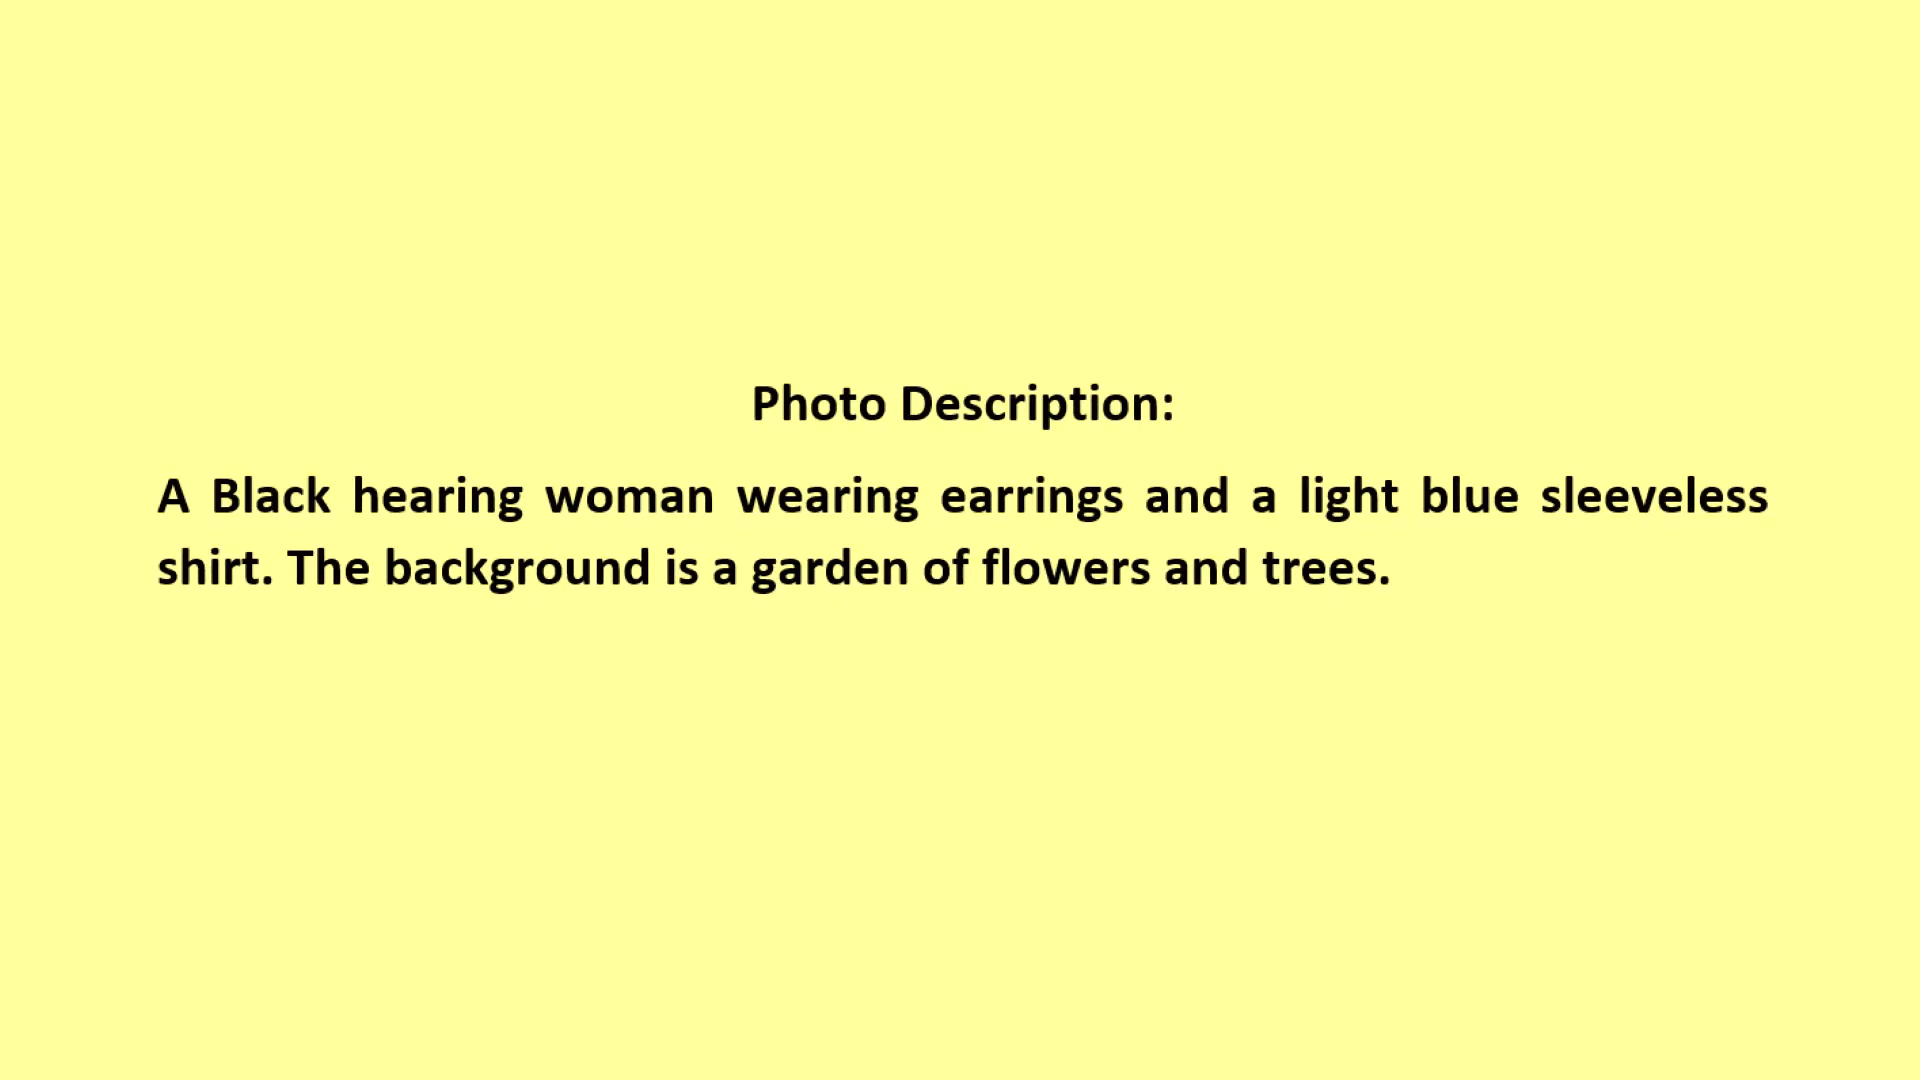 Photo Description:
A Black hearing woman wearing earrings and a light blue sleeveless
shirt. The background is a garden of flowers and trees.